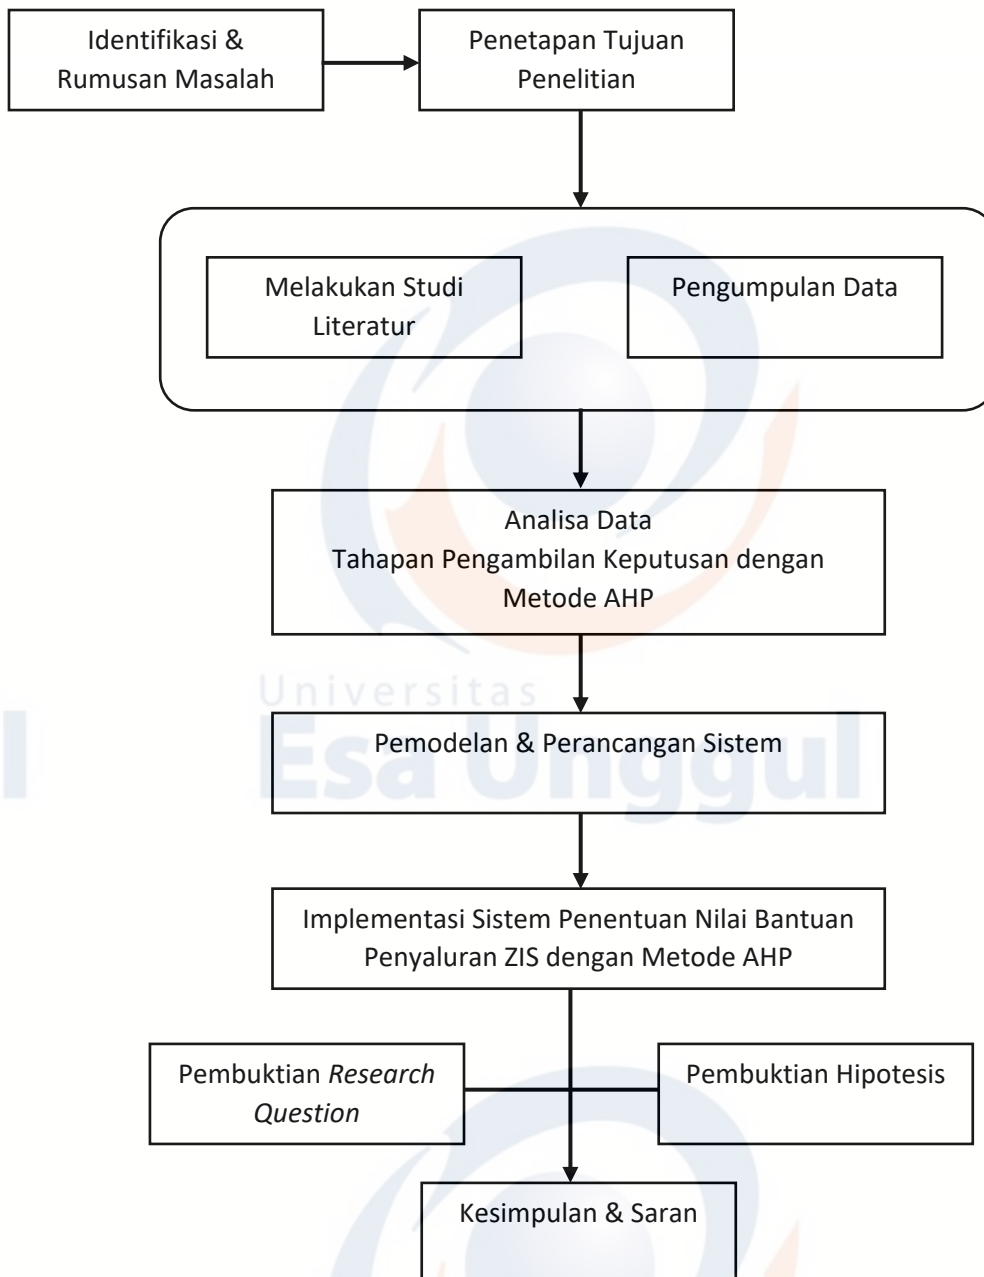 Identifikasi &
Rumusan Masalah
Penetapan Tujuan
Penelitian
Melakukan Studi
Literatur
Pengumpulan Data
Analisa Data
Tahapan Pengambilan Keputusan dengan
Metode AHP
Universitas
Esa Unggul
l
Pemodelan & Perancangan Sistem
Implementasi Sistem Penentuan Nilai Bantuan
Penyaluran ZIS dengan Metode AHP
Pembuktian Research
Question
Pembuktian Hipotesis
Kesimpulan & Saran